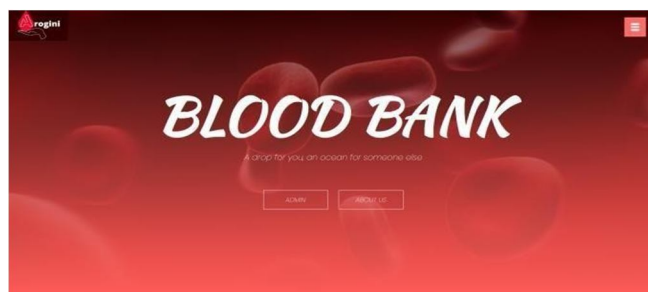 rogini
BLOOD BANK
A drop for you, an ocean for someone else
ADMIN
ABOUT US